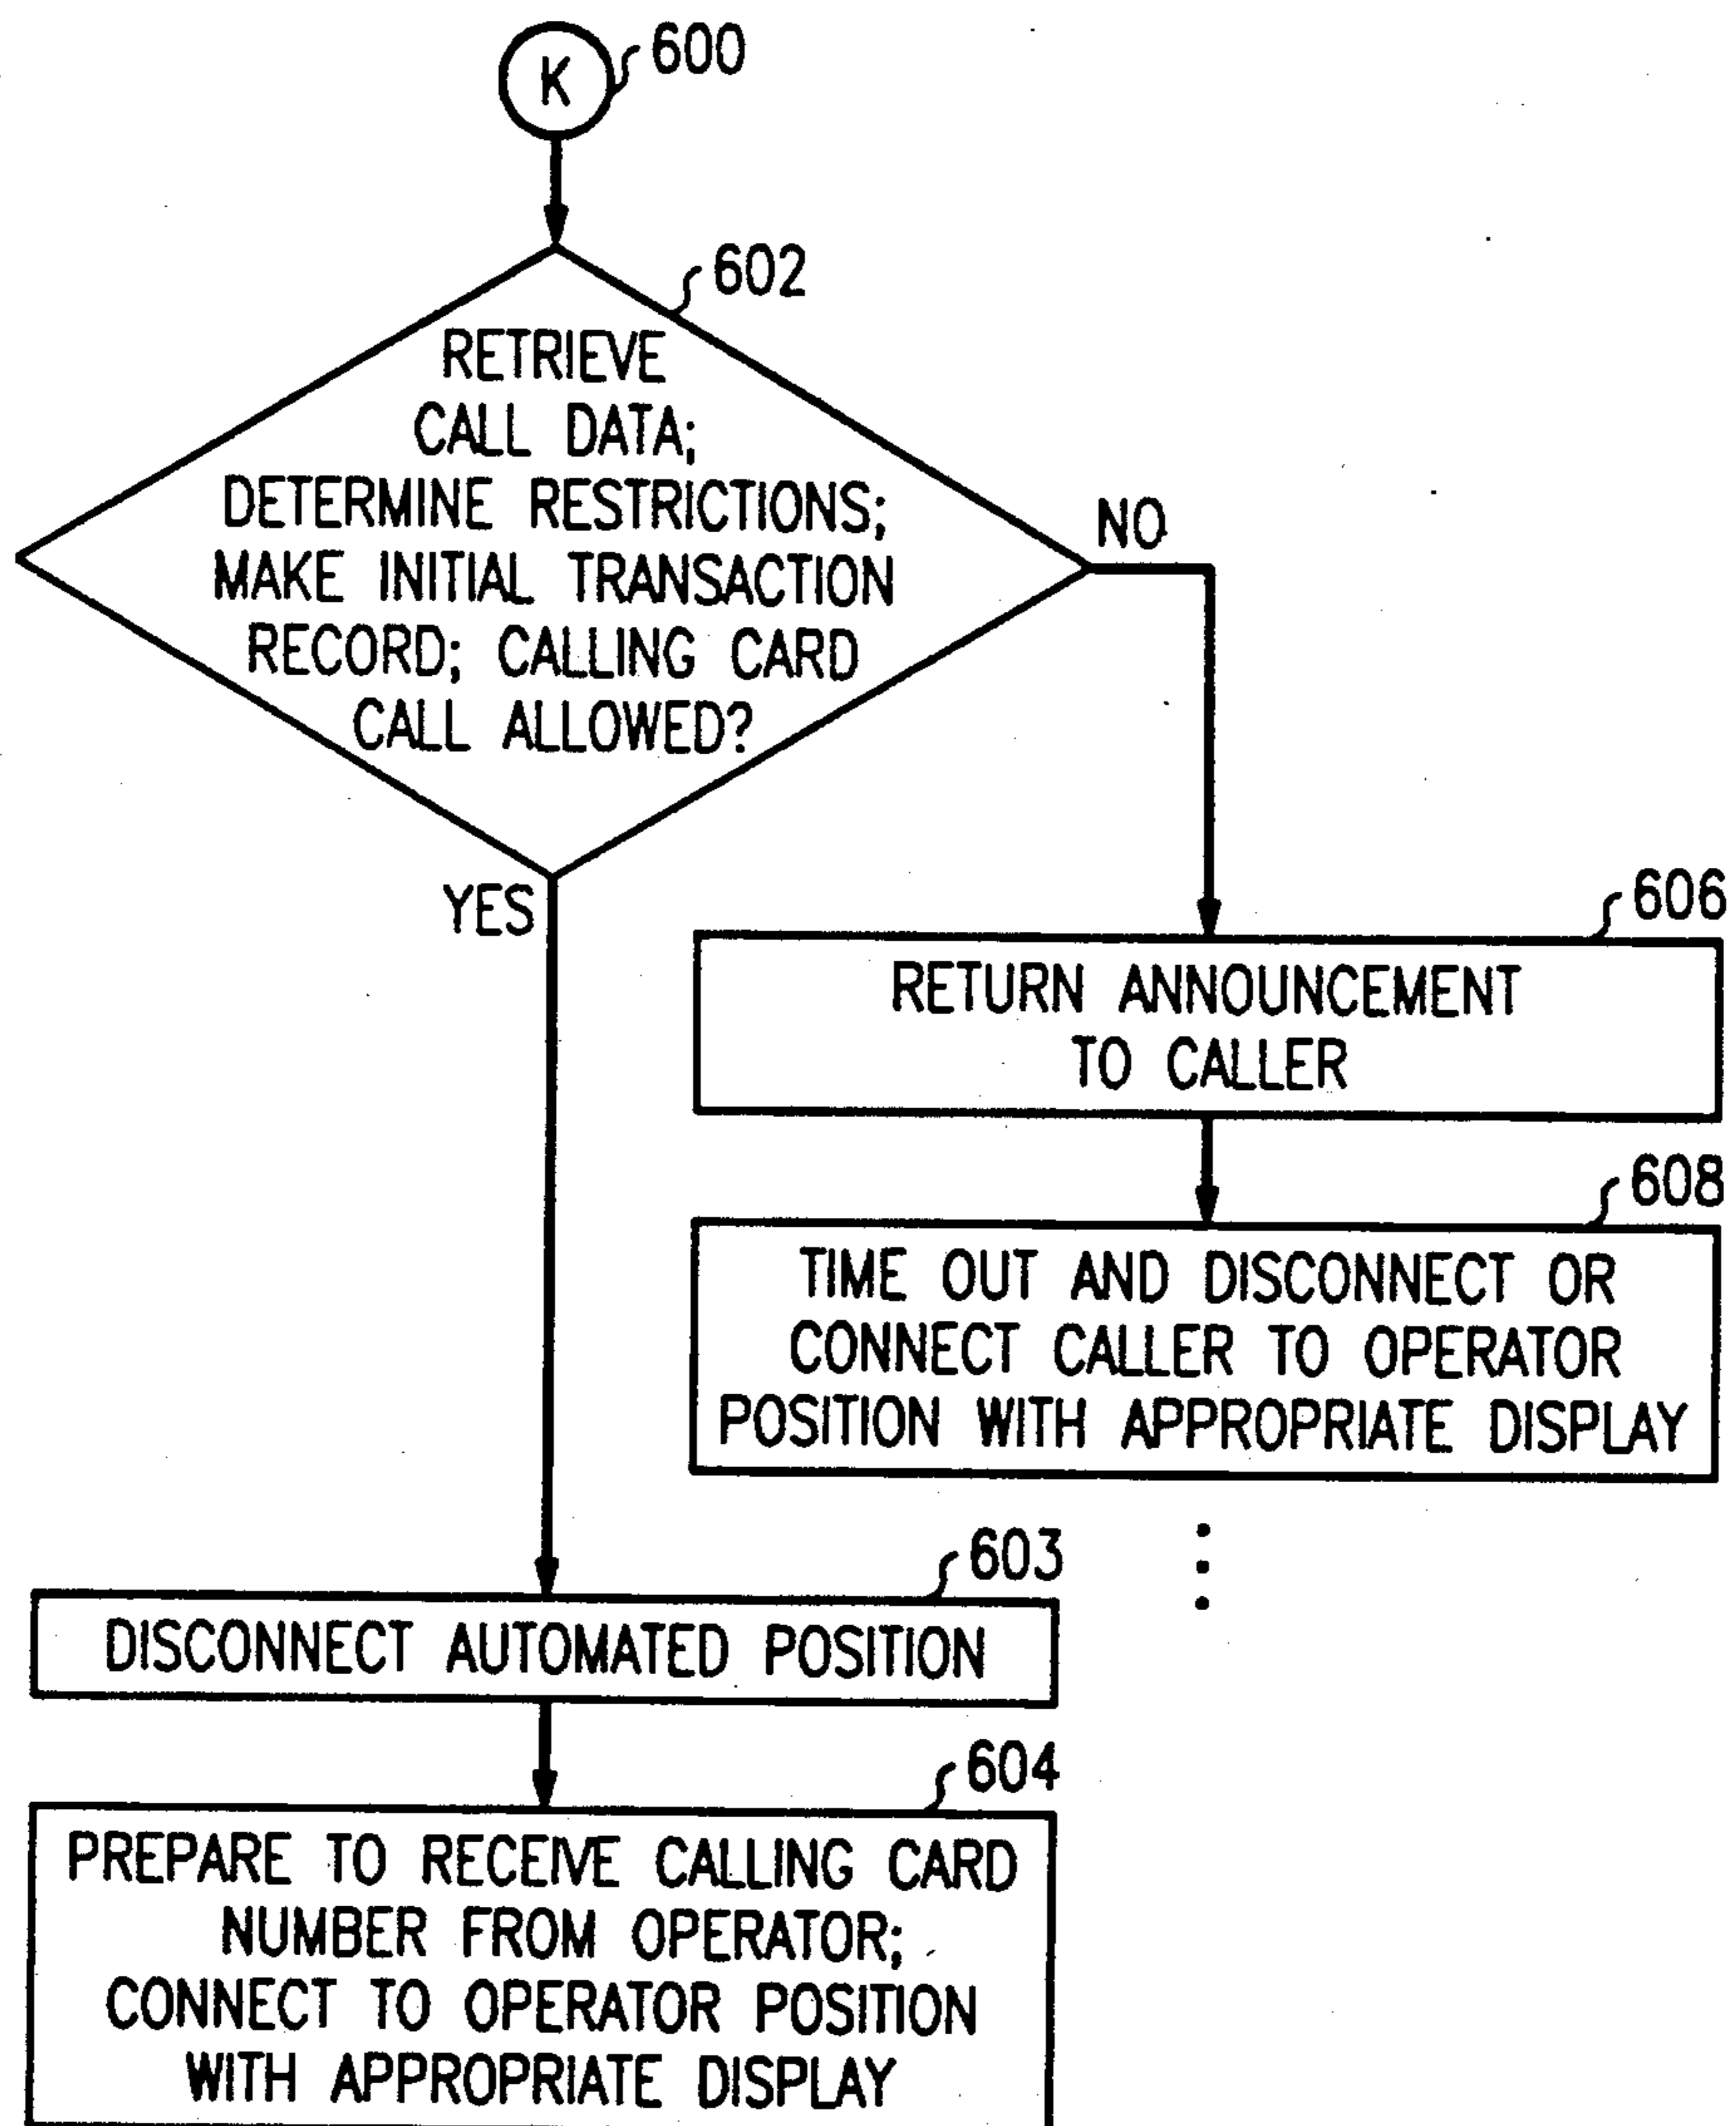 K
600
602
RETRIEVE
CALL DATA;
DETERMINE RESTRICTIONS;
MAKE INITIAL TRANSACTION
RECORD; CALLING CARD
CALL ALLOWED?
NO
YES
606
RETURN ANNOUNCEMENT
TO CALLER
608
TIME OUT AND DISCONNECT OR
CONNECT CALLER TO OPERATOR
POSITION WITH APPROPRIATE DISPLAY
603
DISCONNECT AUTOMATED POSITION
604
PREPARE TO RECEIVE CALLING CARD
NUMBER FROM OPERATOR;
CONNECT TO OPERATOR POSITION
WITH APPROPRIATE DISPLAY